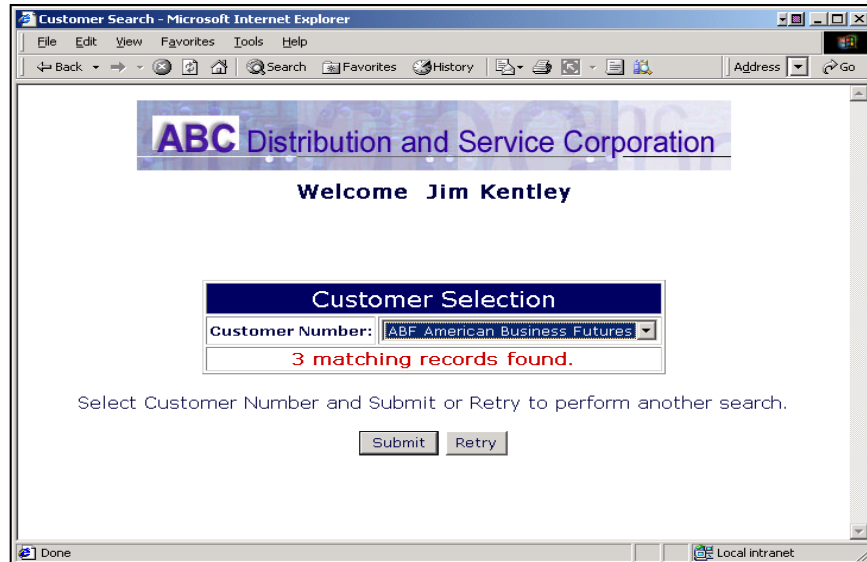 Customer Search - Microsoft Internet Explorer
File Edit View Favorites Tools Help
Back Search Favorites History Address Go
ABC Distribution and Service Corporation
Welcome Jim Kentley
Customer Selection
Customer Number: ABF American Business Futures
3 matching records found.
Select Customer Number and Submit or Retry to perform another search.
Submit Retry
Done Local intranet